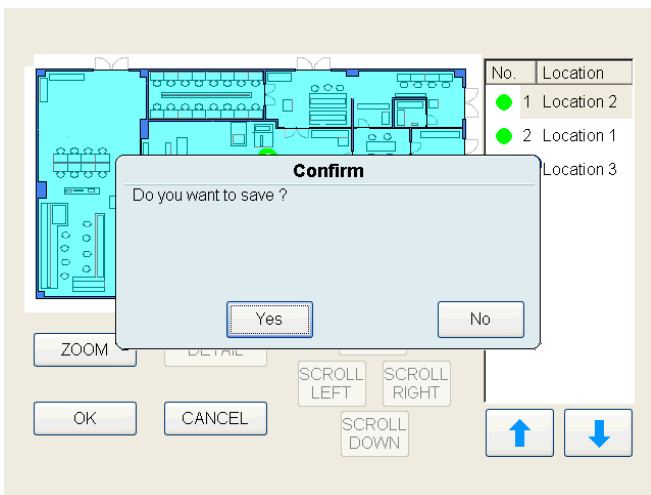 No. Location
1 Location 2
2 Location 1
Location 3
Confirm
Do you want to save ?
Yes
No
ZOOM
DETAIL
SCROLL
LEFT
SCROLL
RIGHT
OK
CANCEL
SCROLL
DOWN